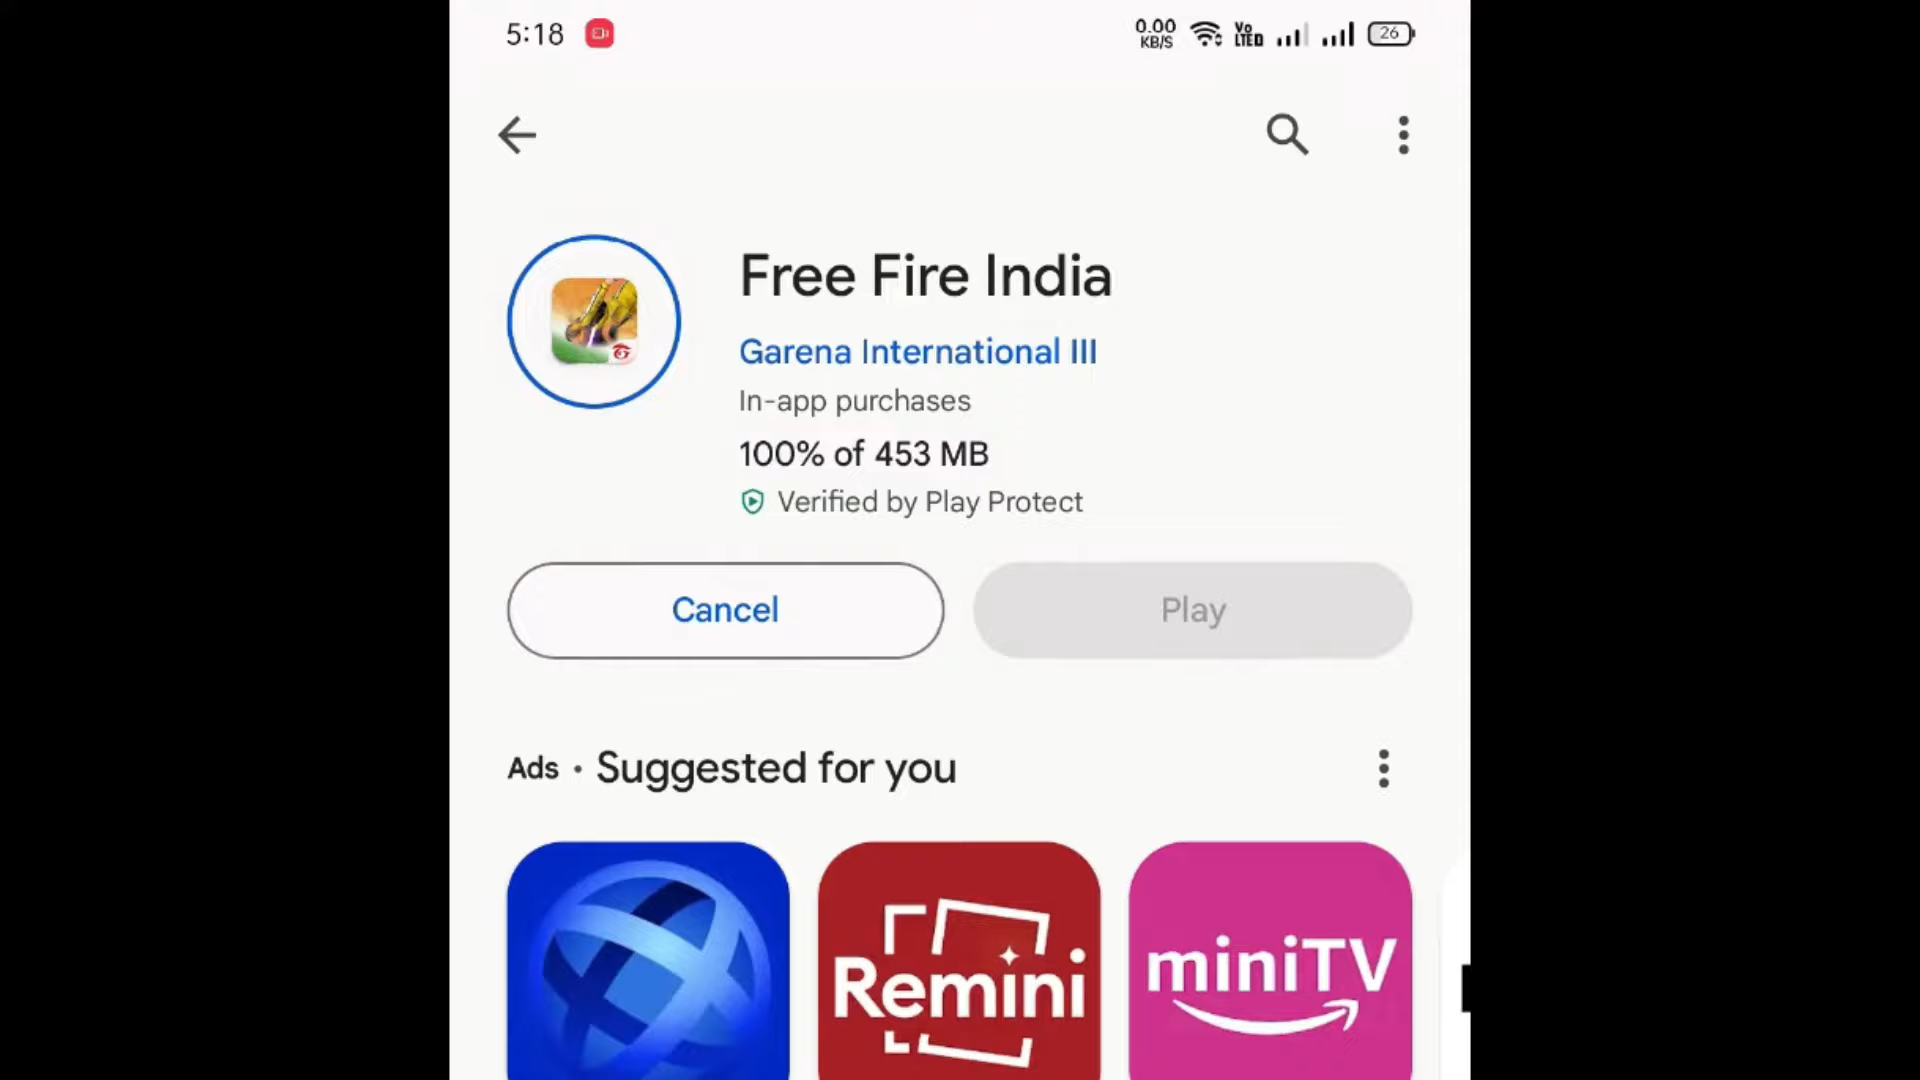 5:18
0.00
KB/S
Vo
LTED
26
Free Fire India
Garena International III
In-app purchases
100% of 453 MB
Verified by Play Protect
Cancel
Play
Ads • Suggested for you
Remini
miniTV